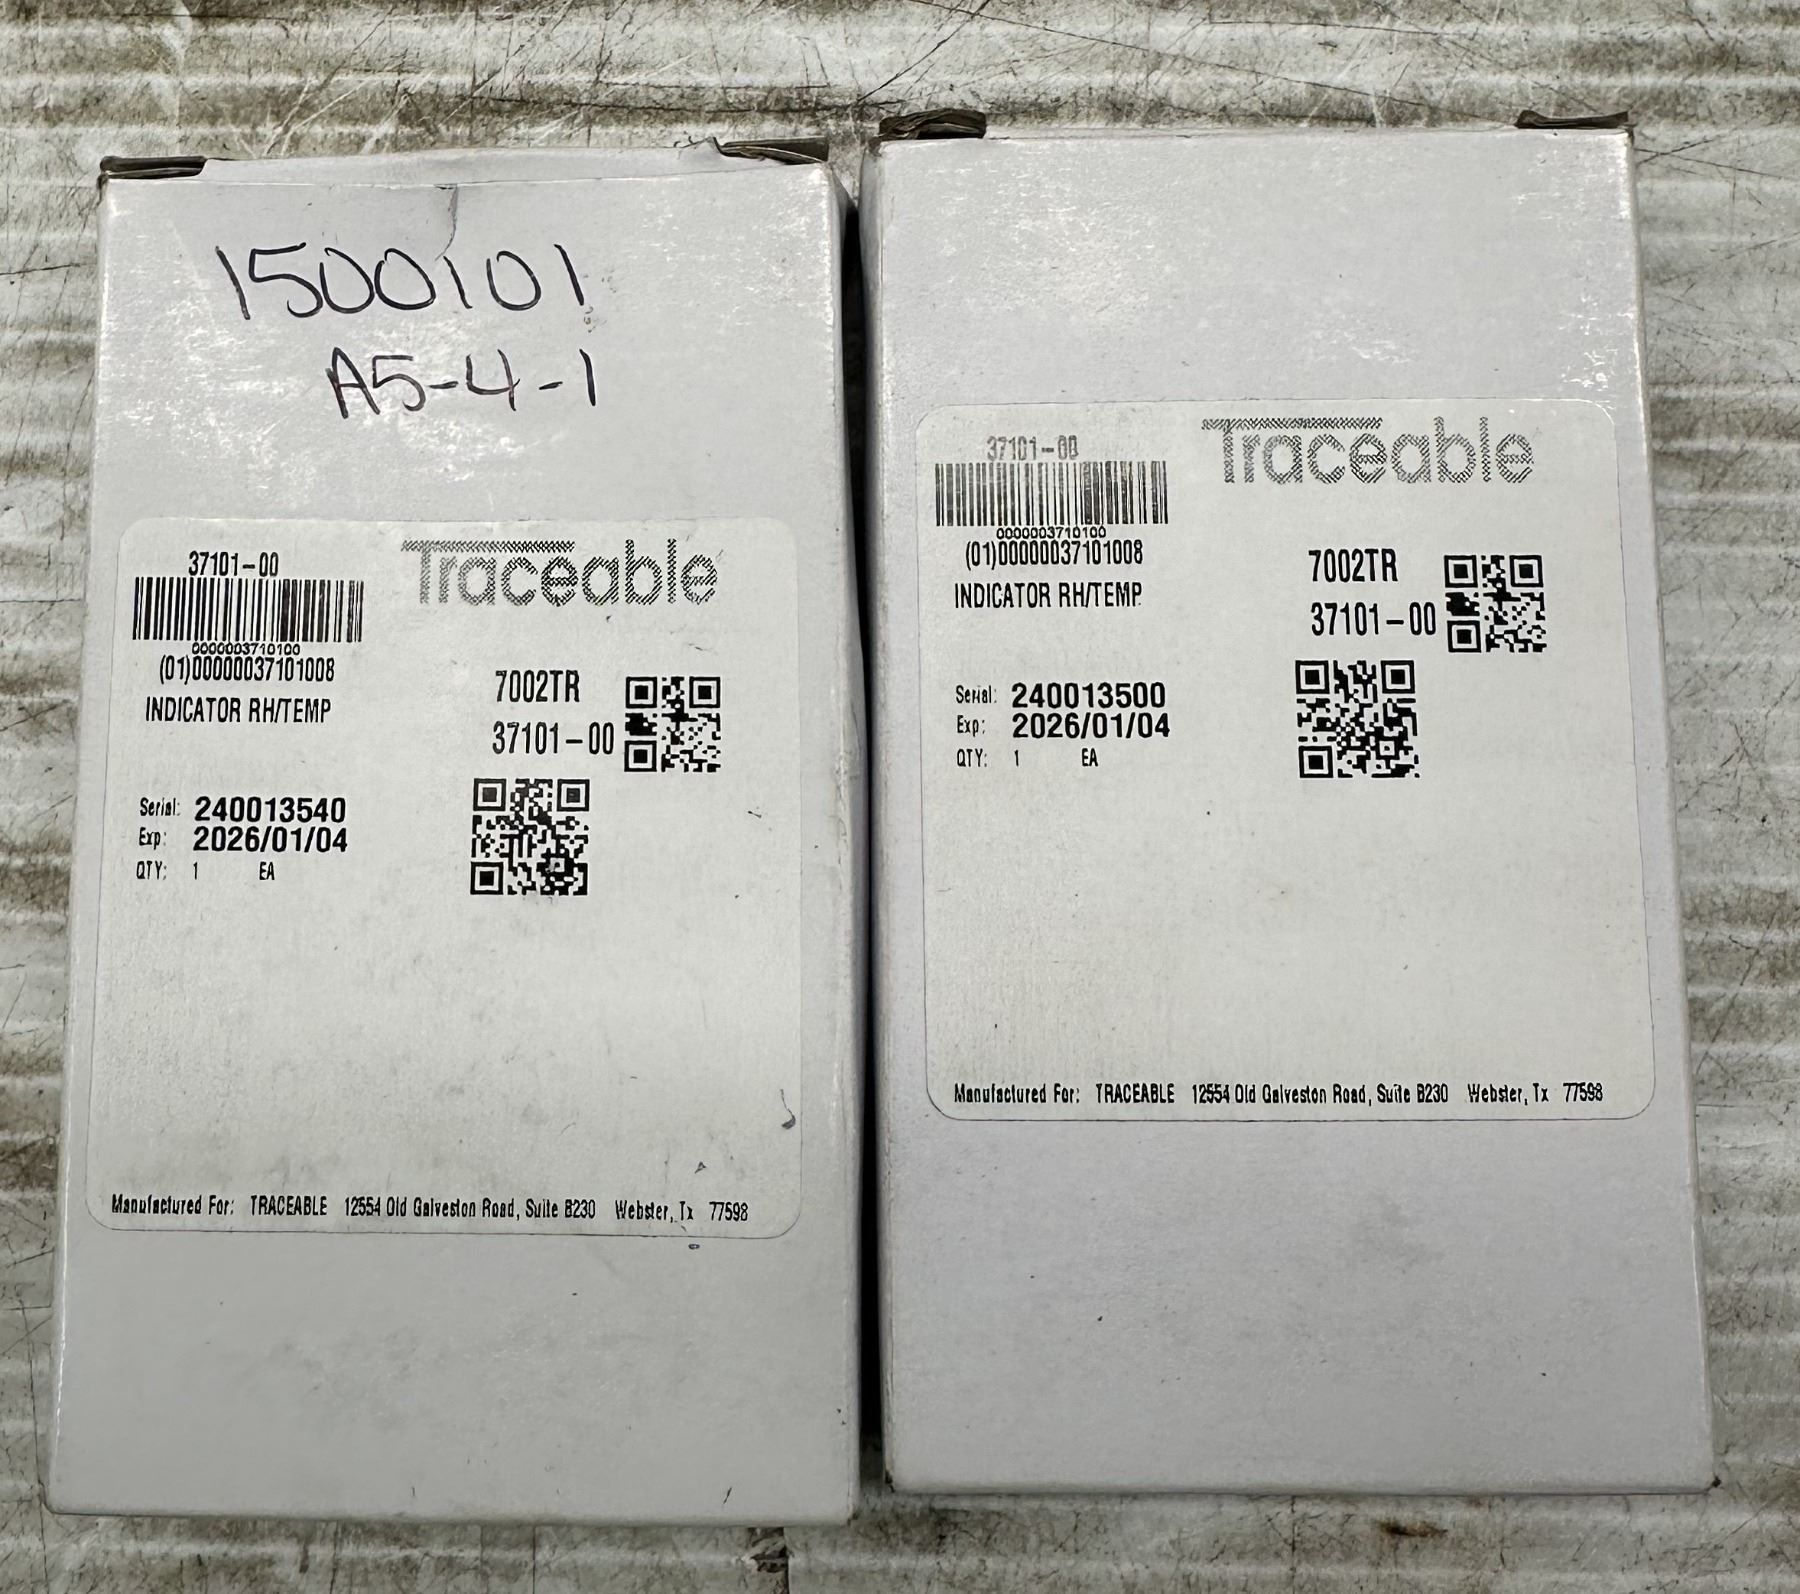 1500101
A5-4-1
37101-00
Traceable
0000003710100
(01)00000037101008
INDICATOR RH/TEMP
7002TR
37101-00
Serial: 240013540
Exp: 2026/01/04
QTY: 1 EA
Manufactured For: TRACEABLE 12554 Old Galveston Road, Suite B230 Webster, Tx 77598
37101-00
Traceable
0000003710100
(01)00000037101008
INDICATOR RH/TEMP
7002TR
37101-00
Serial: 240013500
Exp: 2026/01/04
QTY: 1 EA
Manufactured For: TRACEABLE 12554 Old Galveston Road, Suite B230 Webster, Tx 77598